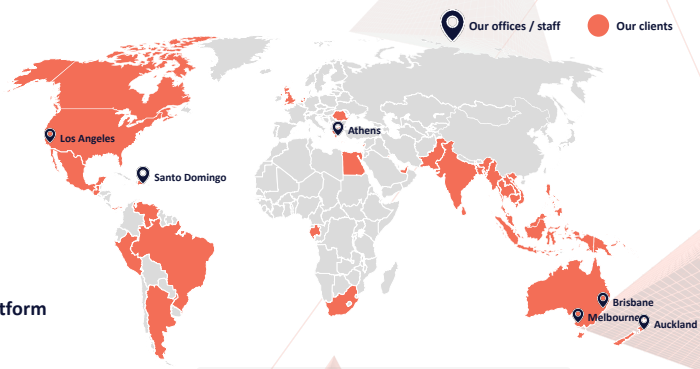 Our offices / staff
Our clients
Los Angeles
Athens
Santo Domingo
Brisbane
tform
Melbourne
Auckland